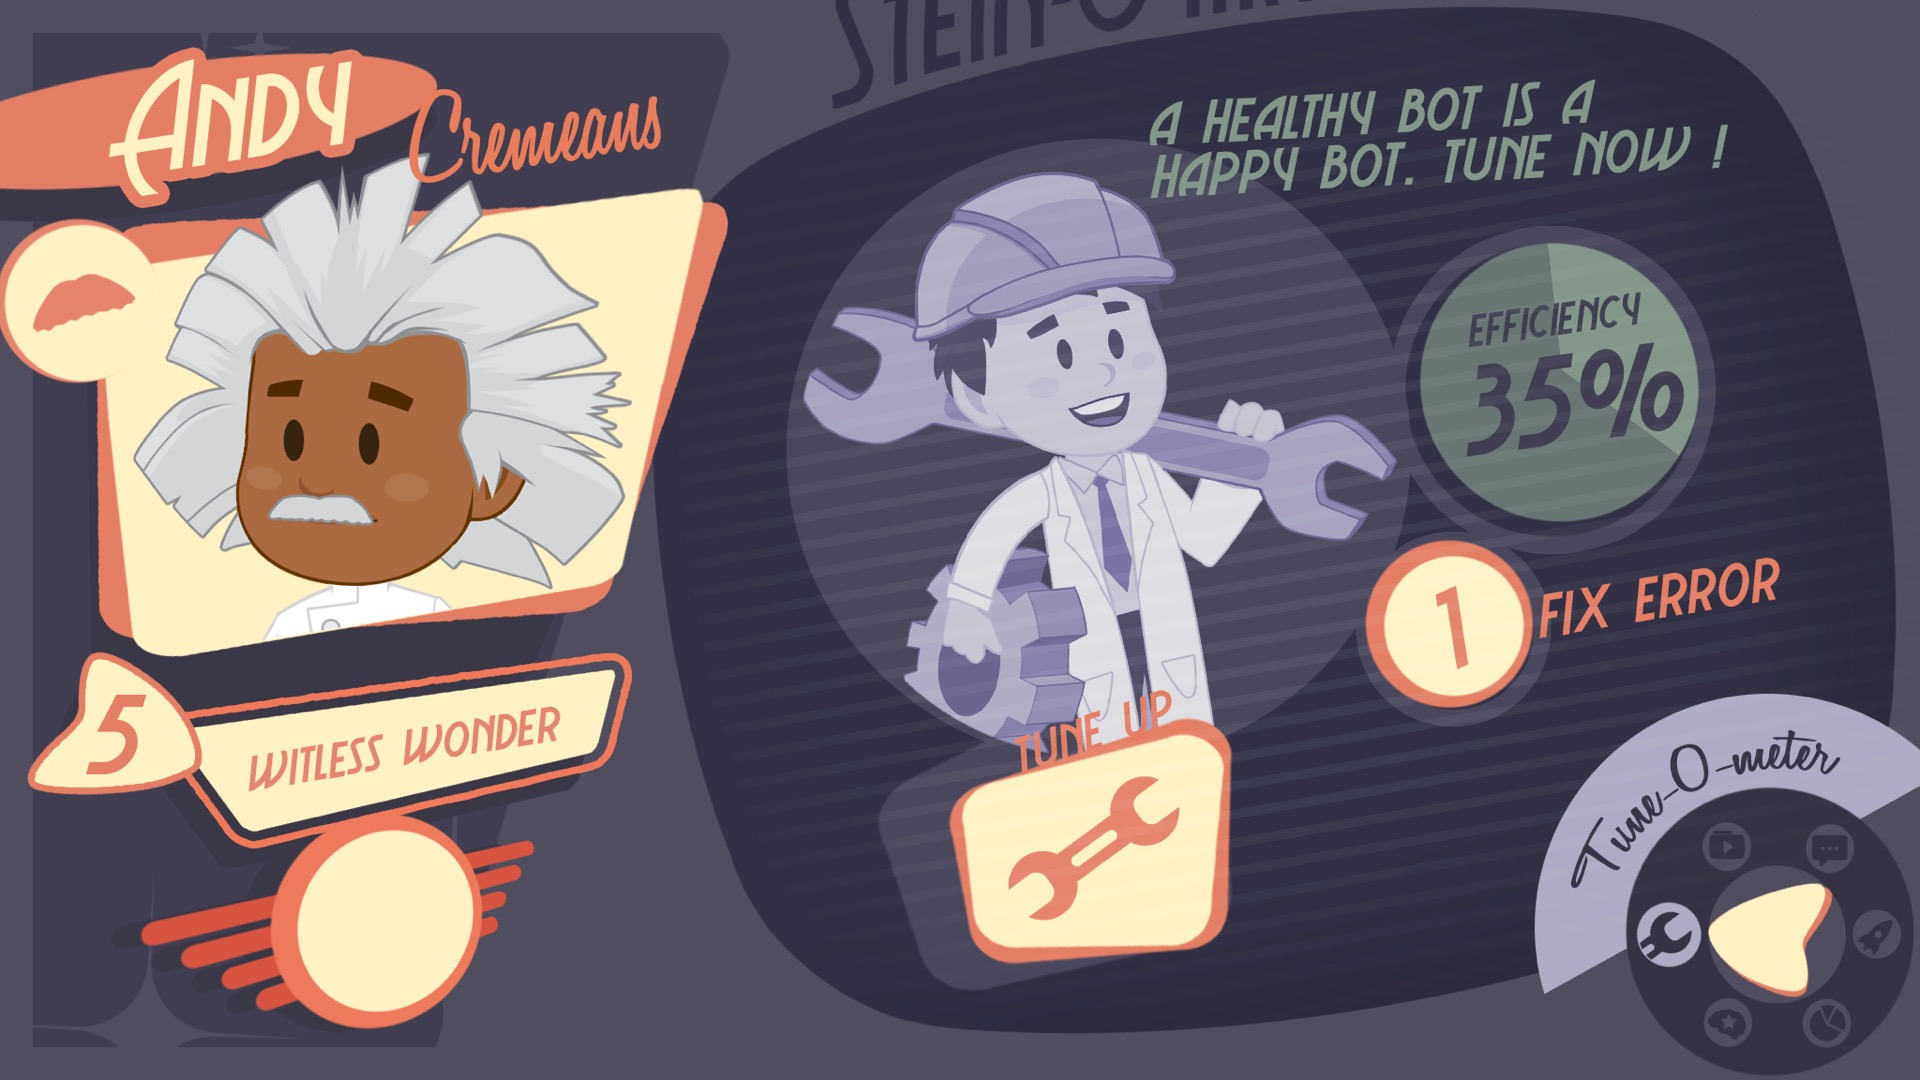 Andy
Cremeans
STEIN-O
A HEALTHY BOT IS A
HAPPY BOT. TUNE NOW !
EFFICIENCY
35%
1 FIX ERROR
5 WITLESS WONDER
TUNE UP
Tune-O-meter